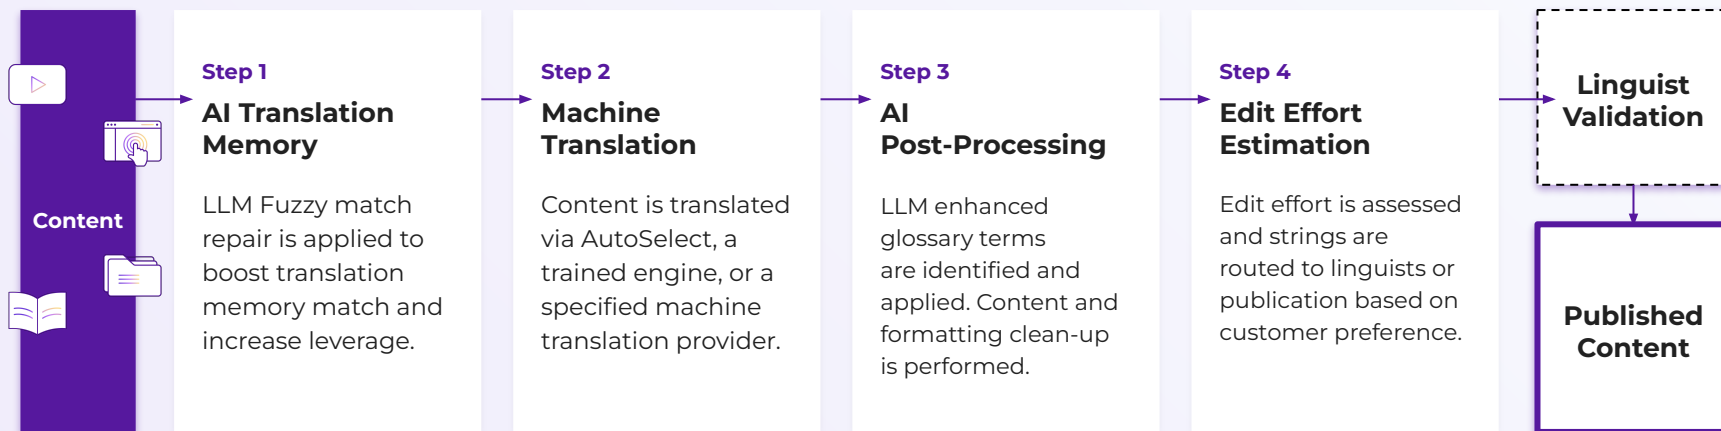 Content
Step 1
AI Translation
Memory
LLM Fuzzy match
repair is applied to
boost translation
memory match and
increase leverage.
Step 2
Machine
Translation
Content is translated
via AutoSelect, a
trained engine, or a
specified machine
translation provider.
Step 3
AI
Post-Processing
LLM enhanced
glossary terms
are identified and
applied. Content and
formatting clean-up
is performed.
Step 4
Edit Effort
Estimation
Edit effort is assessed
and strings are
routed to linguists or
publication based on
customer preference.
Linguist
Validation
Published
Content